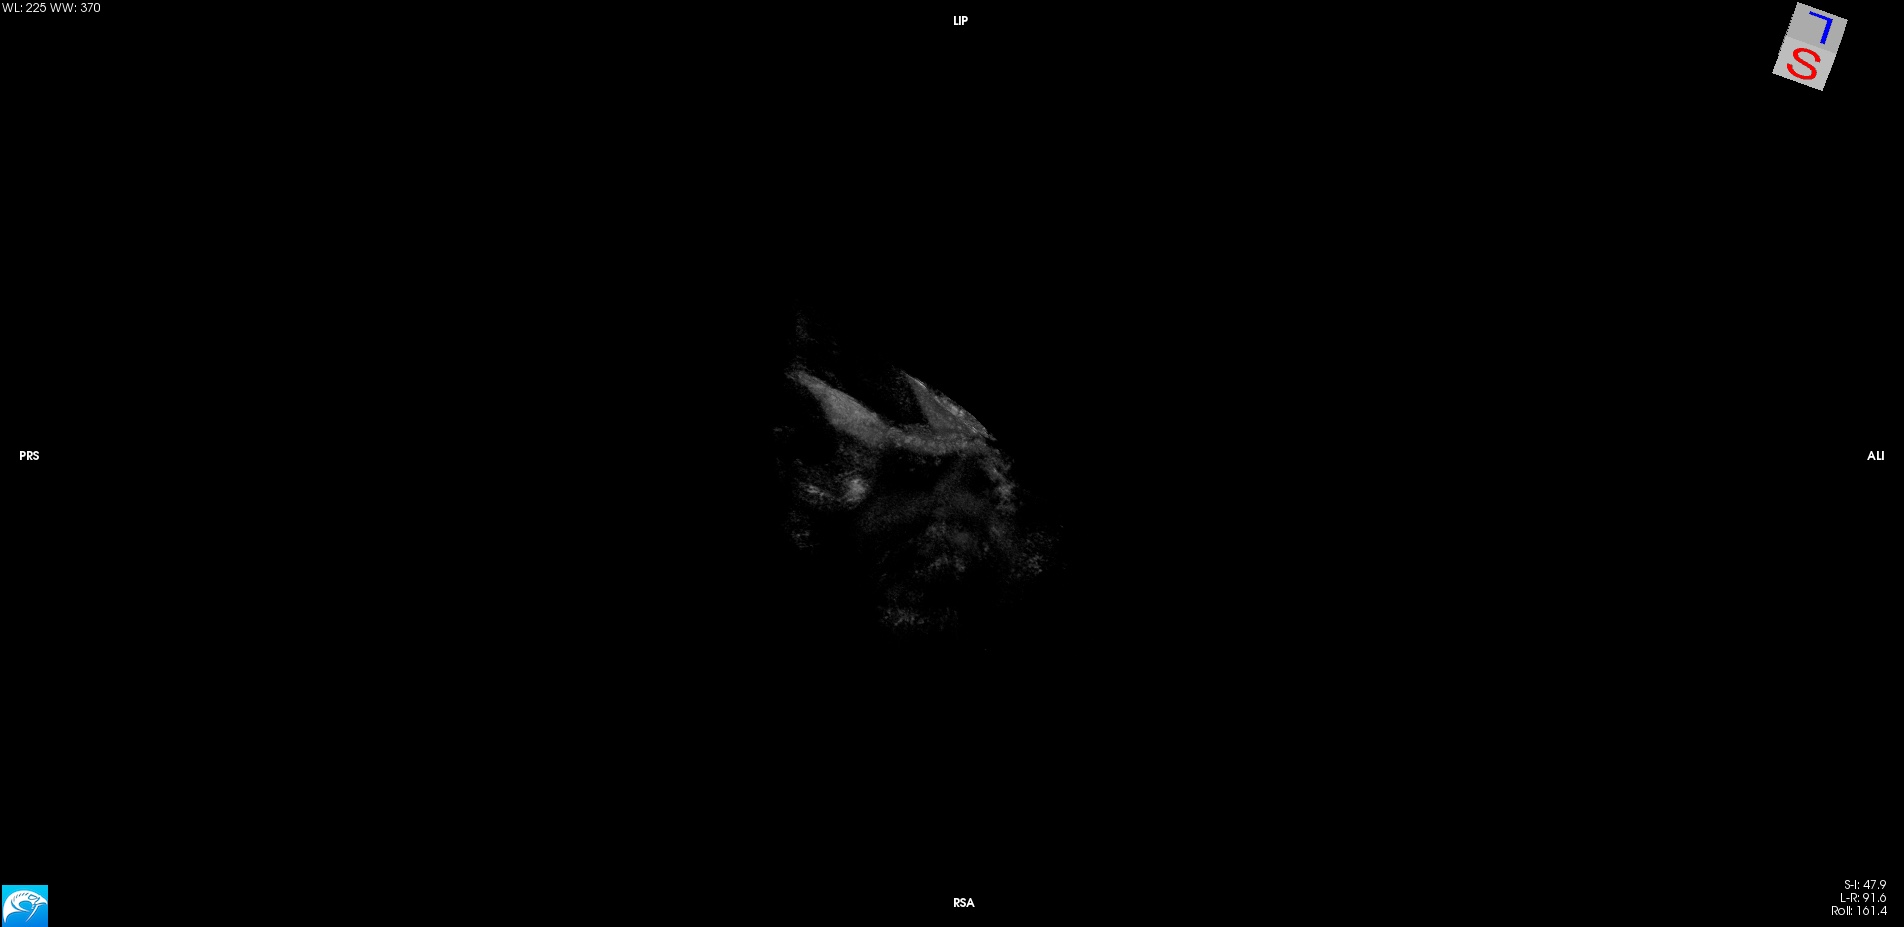 WL: 225 WW: 370
LIP
L
S
PRS
ALI
RSA
S-I: 47.9
L-R: 91.6
Roll: 161.4